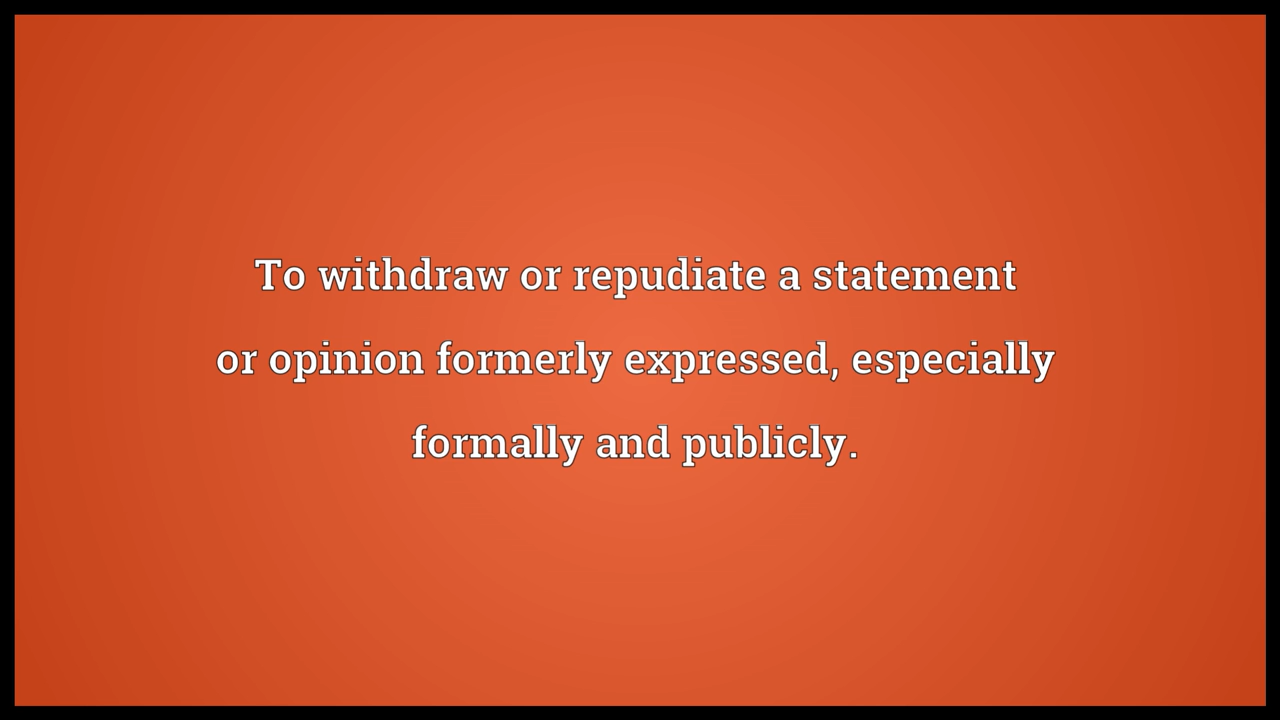 To withdraw or repudiate a statement
or opinion formerly expressed, especially
formally and publicly.